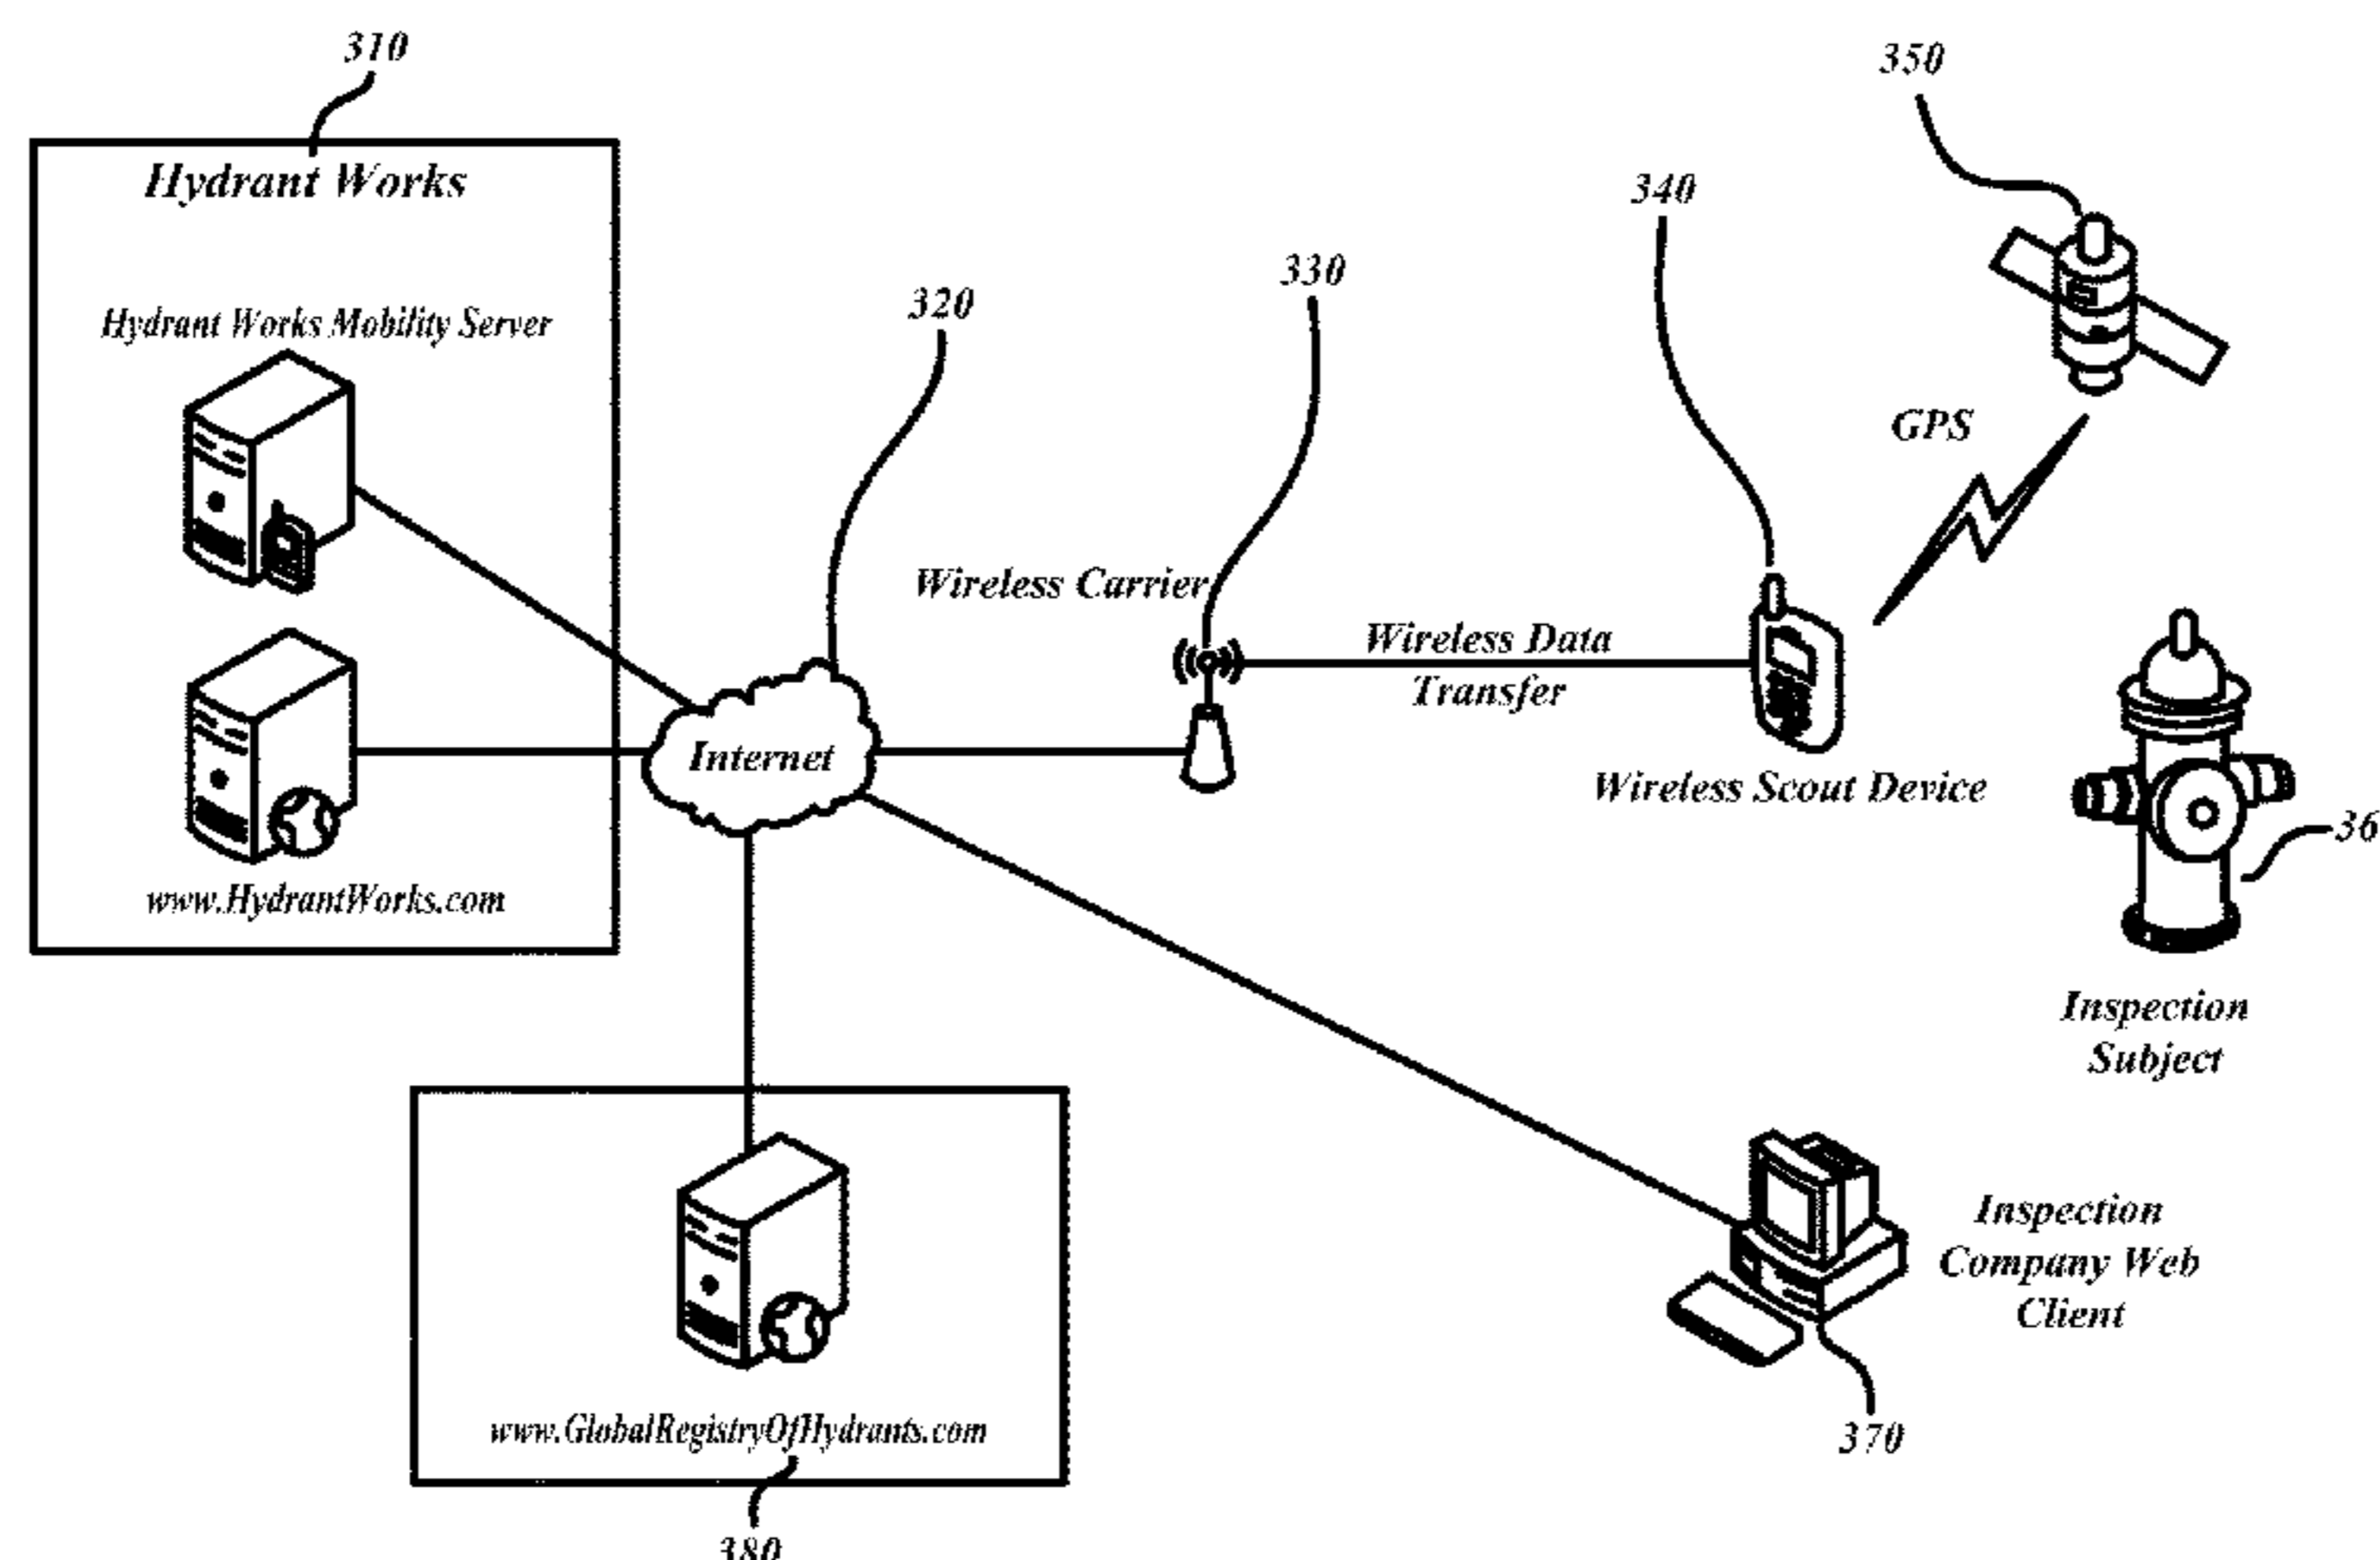 310
350
Hydrant Works
340
330
320
Hydrant Works Mobility Server
GPS
Wireless Carrier
Wireless Data
Transfer
Internet
Wireless Scout Device
36
www.HydrantWorks.com
Inspection
Subject
Inspection
Company Web
Client
www.GlobalRegistryOfHydrants.com
370
380